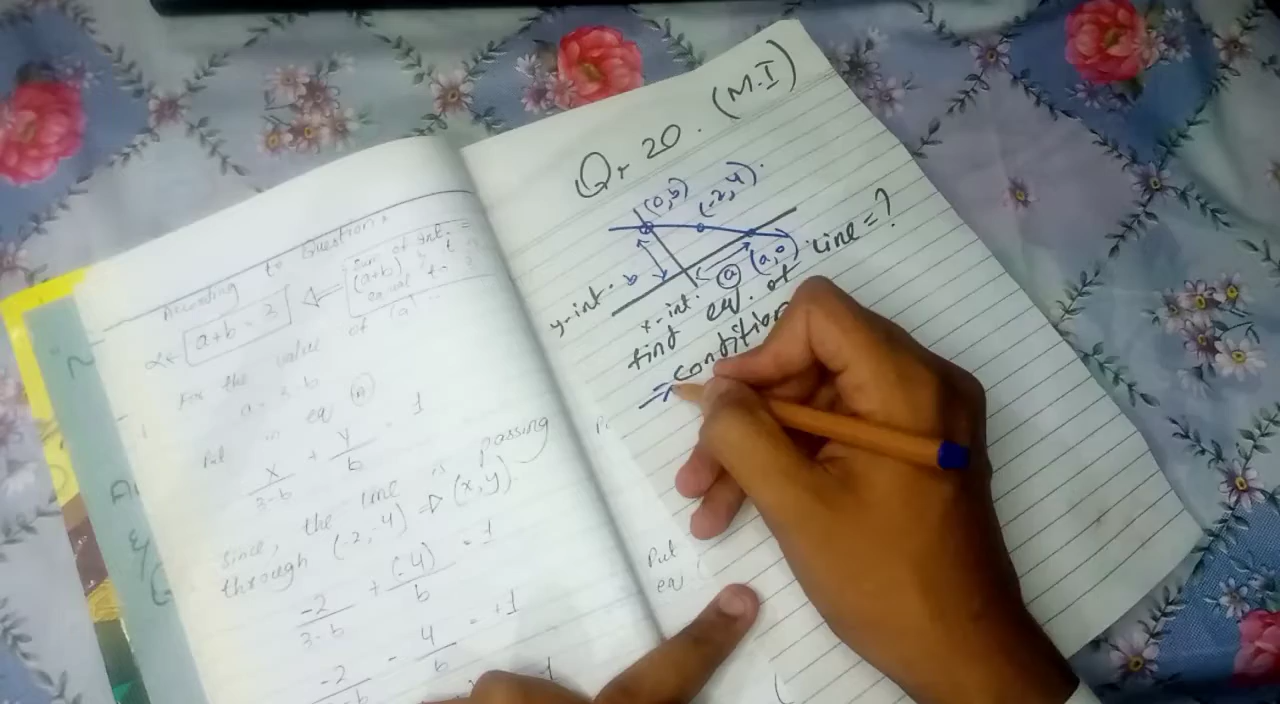 According to Question,
a+b = 3
Sum of int. =
(a+b)
equal
For the value of 'a'
a = 3-b
Put in eq (A)
x/3-b + y/b = 1
Since, the line is passing
through (-2,-4) ⇒ (x,y).
-2/3-b + (-4)/b = 1
-2 - 4/b = +1
Q. 20. (M.I)
(0,b) (-2,4).
y-int. b a (a,0)
x-int.
find eq. of line=?
⇒ condition
Put
eq